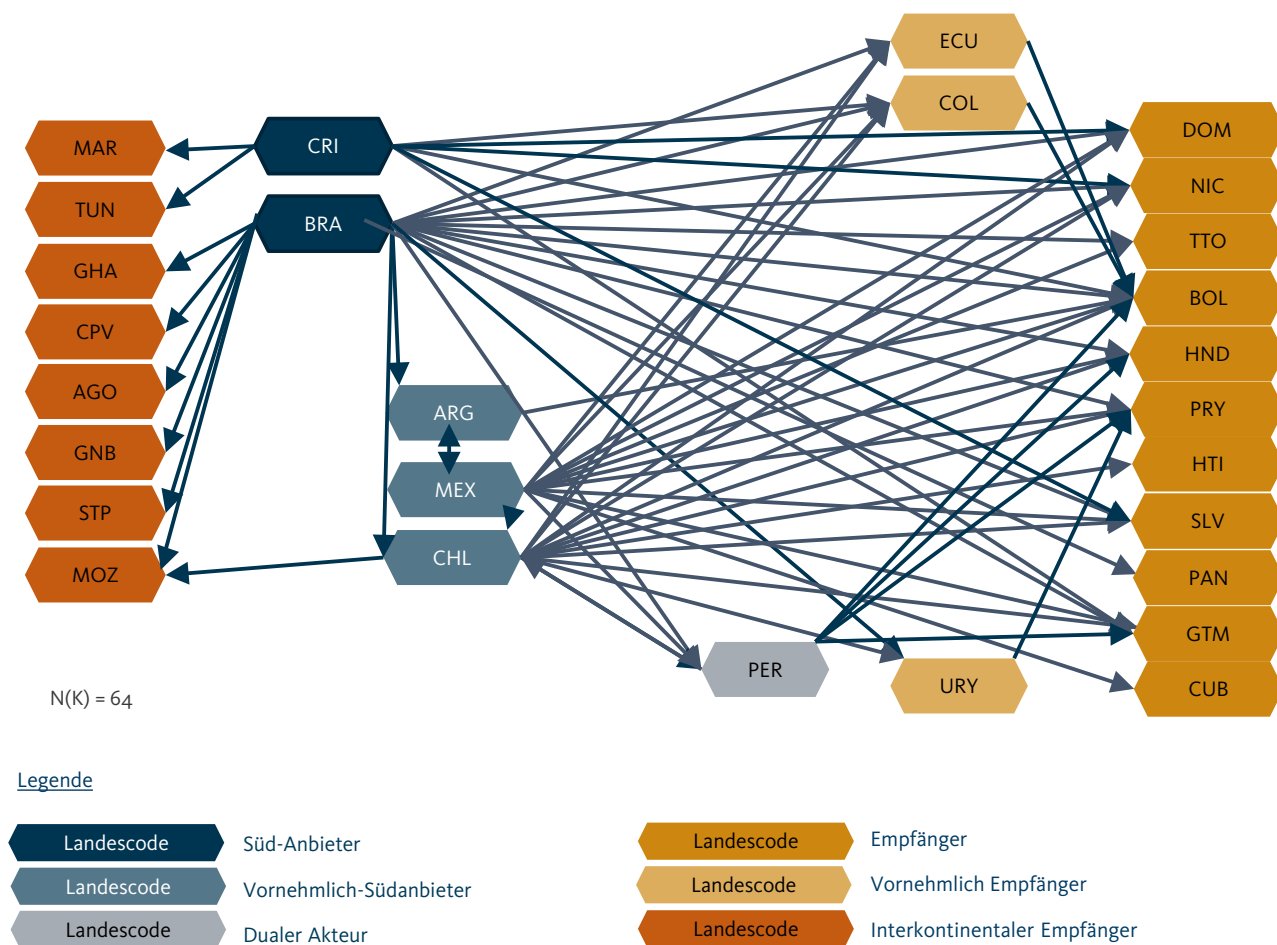 ECU
COL
MAR
TUN
GHA
CPV
AGO
GNB
STP
MOZ
CRI
BRA
ARG
MEX
CHL
PER
URY
DOM
NIC
TTO
BOL
HND
PRY
HTI
SLV
PAN
GTM
CUB
N(K) = 64
Legende
Landescode Süd-Anbieter
Landescode Vornehmlich-Südanbieter
Landescode Dualer Akteur
Landescode Empfänger
Landescode Vornehmlich Empfänger
Landescode Interkontinentaler Empfänger